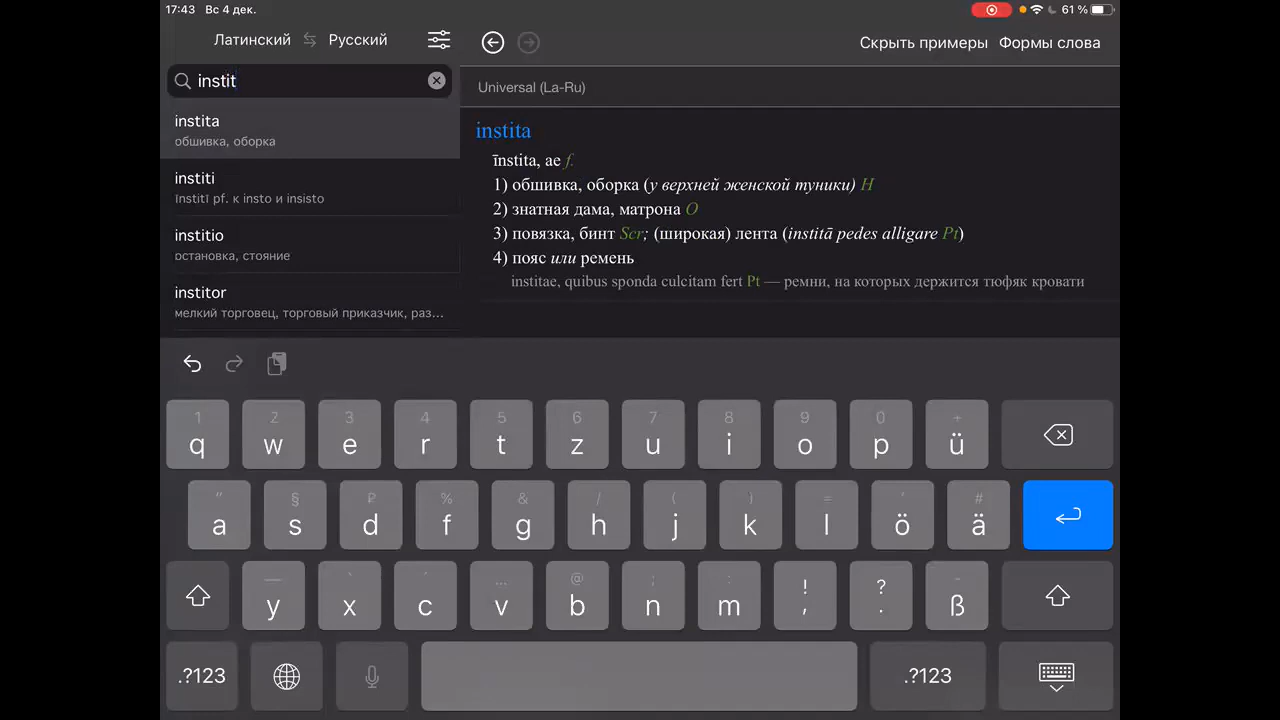 17:43 Вс 4 дек. 61 %
Латинский Русский
Скрыть примеры Формы слова
instit
Universal (La-Ru)
instita
обшивка, оборка
institi
īnstitī pf. к insto и insisto
institio
остановка, стояние
institor
мелкий торговец, торговый приказчик, раз...
instita
īnstita, ae f.
1) обшивка, оборка (у верхней женской туники) H
2) знатная дама, матрона O
3) повязка, бинт Scr; (широкая) лента (institā pedes alligare Pt)
4) пояс или ремень
institae, quibus sponda culcitam fert Pt — ремни, на которых держится тюфяк кровати
1 2 3 4 5 6 7 8 9 0 +
q w e r t z u i o p ü
" § ₽ % & / ( ) = ' #
a s d f g h j k l ö ä
— ` ´ ... @ ; : ! ? -
y x c v b n m , . ß
.?123 .?123